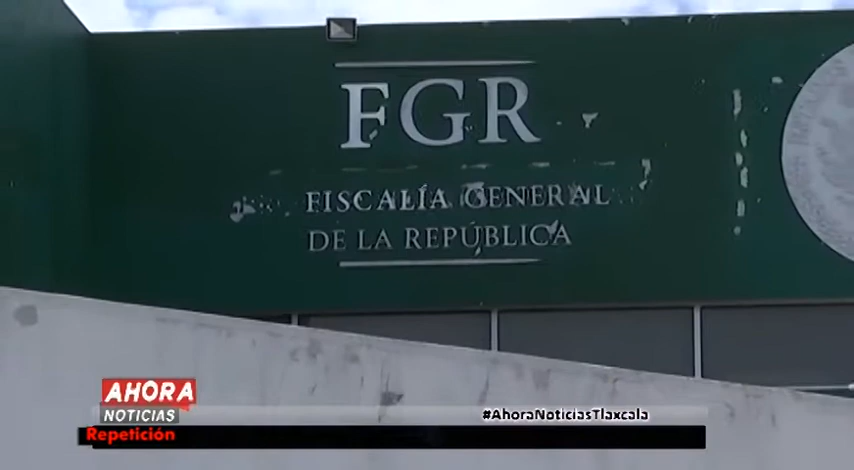 FGR
FISCALÍA GENERAL
DE LA REPÚBLICA
AHORA
NOTICIAS
#AhoraNoticiasTlaxcala
Repetición